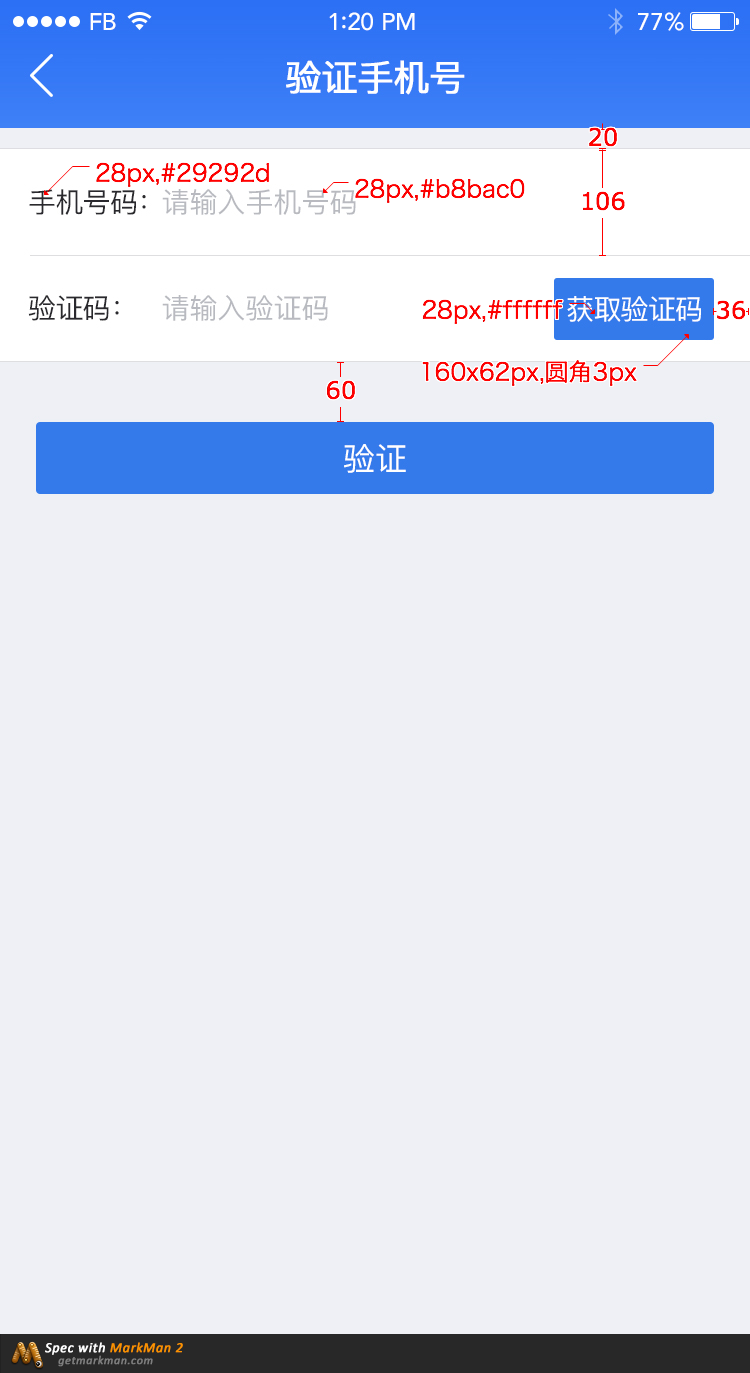 FB 1:20 PM 77%
验证手机号
20
28px,#29292d
28px,#b8bac0
手机号码： 请输入手机号码
106
验证码： 请输入验证码 28px,#ffffff 获取验证码 36
160x62px,圆角3px
60
验证
Spec with MarkMan 2
getmarkman.com